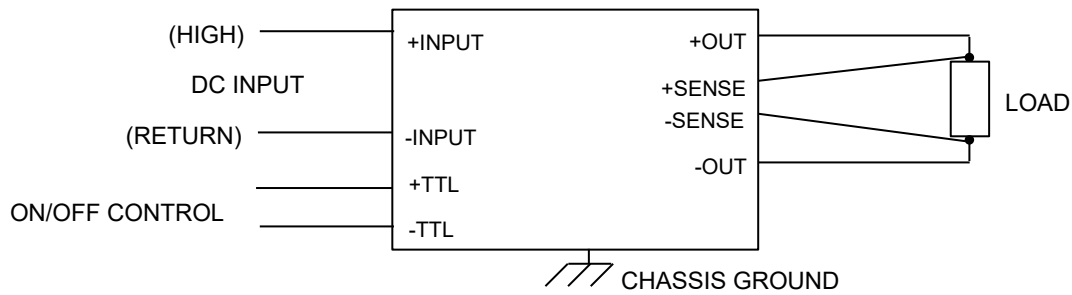 (HIGH)
DC INPUT
(RETURN)
ON/OFF CONTROL
+INPUT
-INPUT
+TTL
-TTL
+OUT
+SENSE
-SENSE
-OUT
LOAD
CHASSIS GROUND